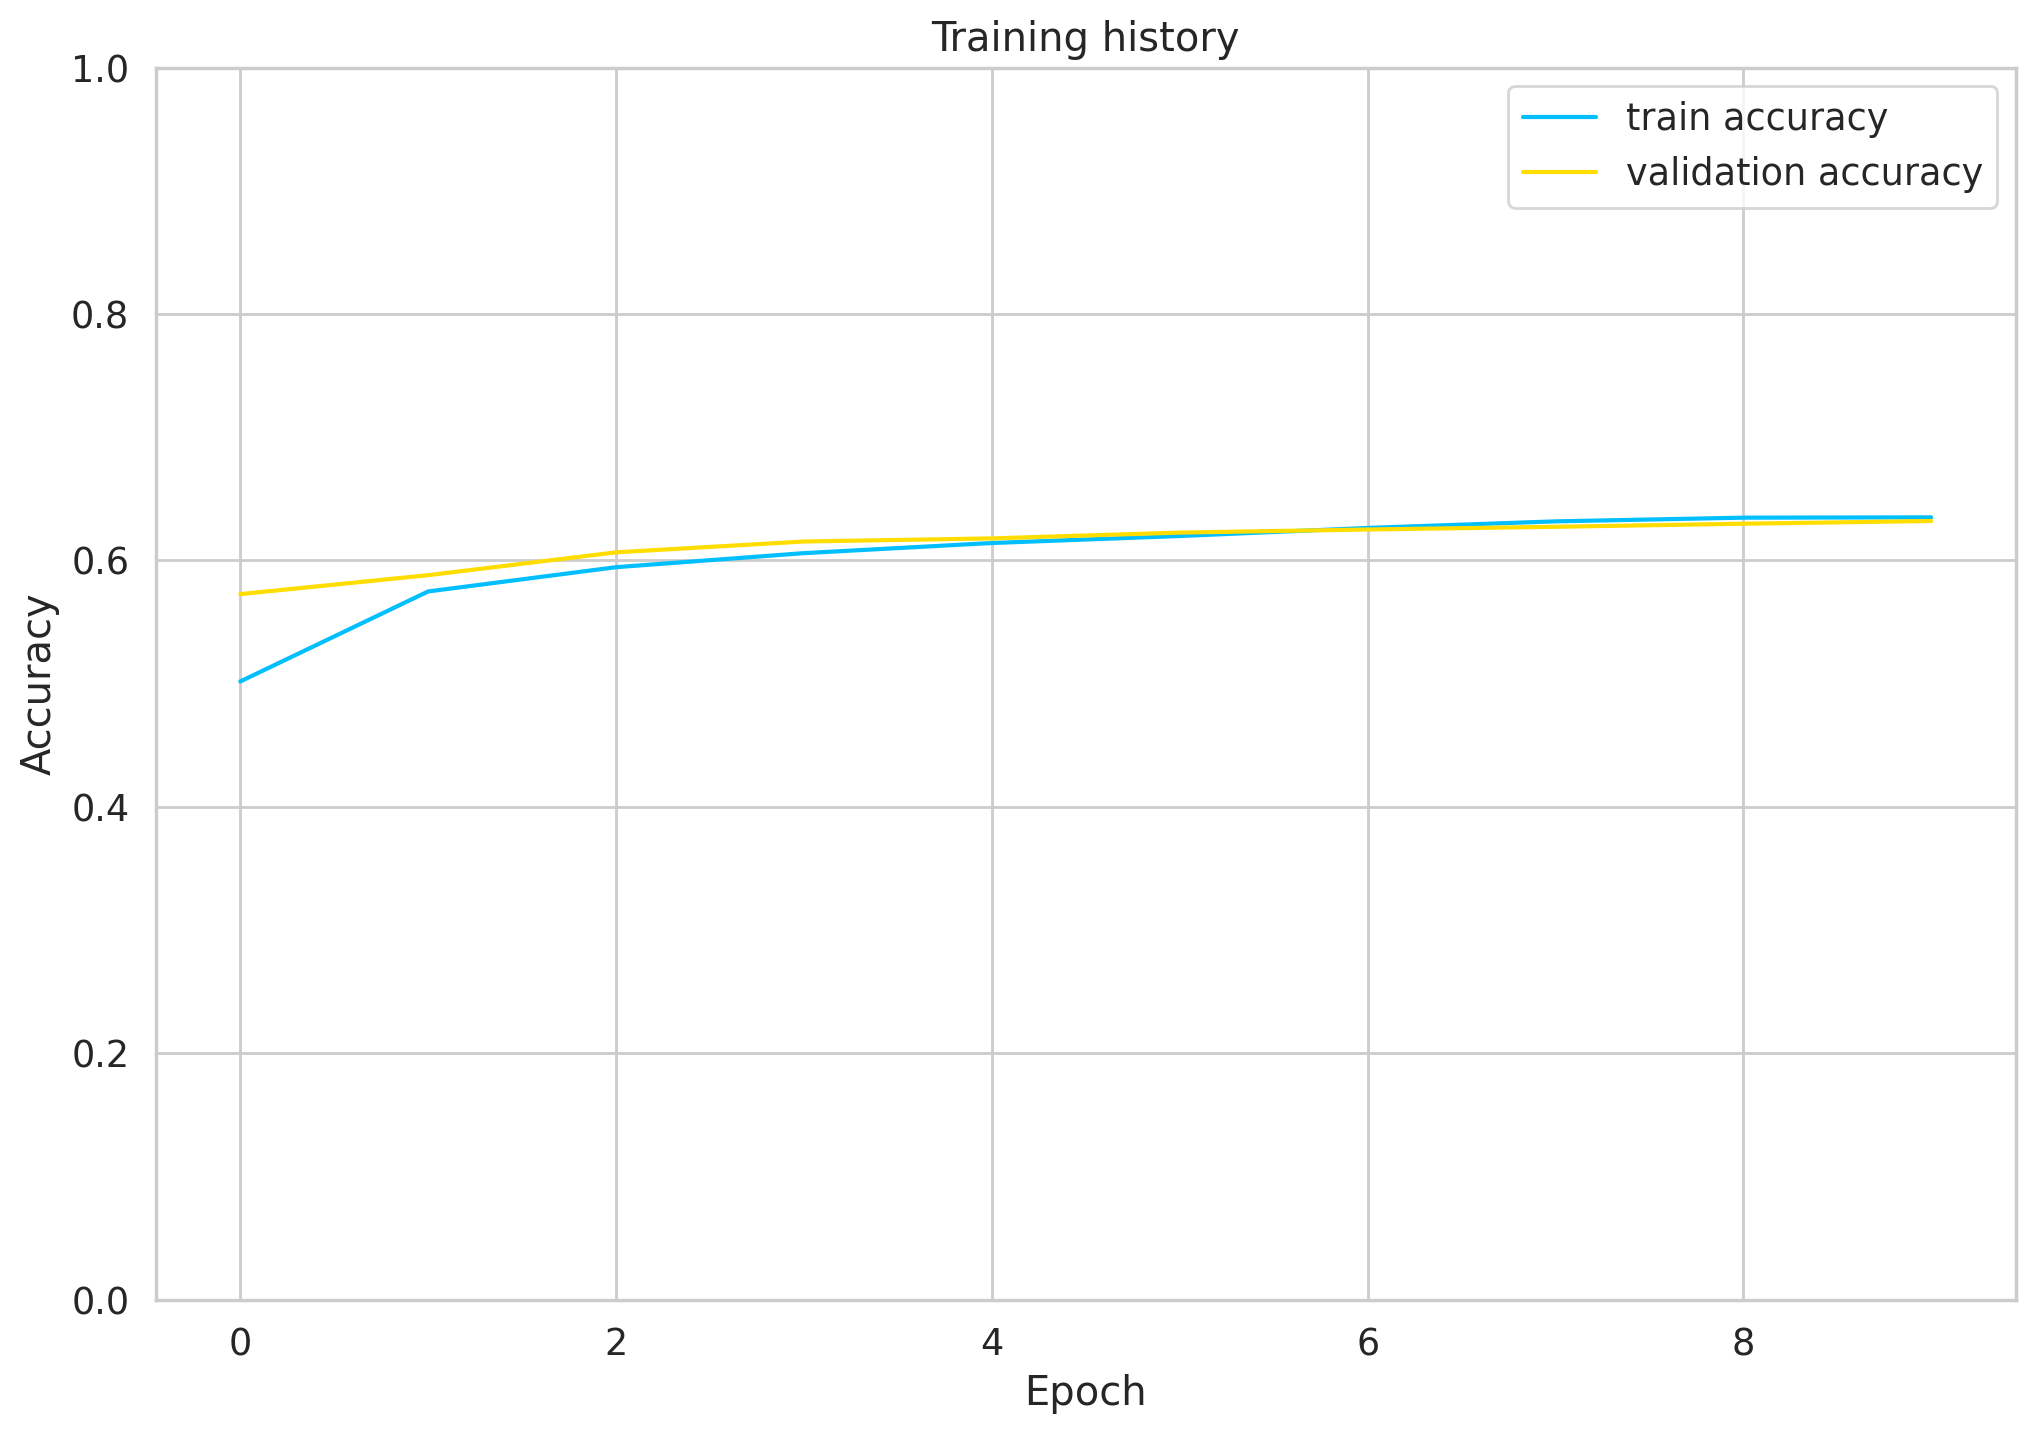 Training history
1.0
0.8
0.6
0.4
0.2
0.0
Accuracy
train accuracy
validation accuracy
0 2 4 6 8
Epoch